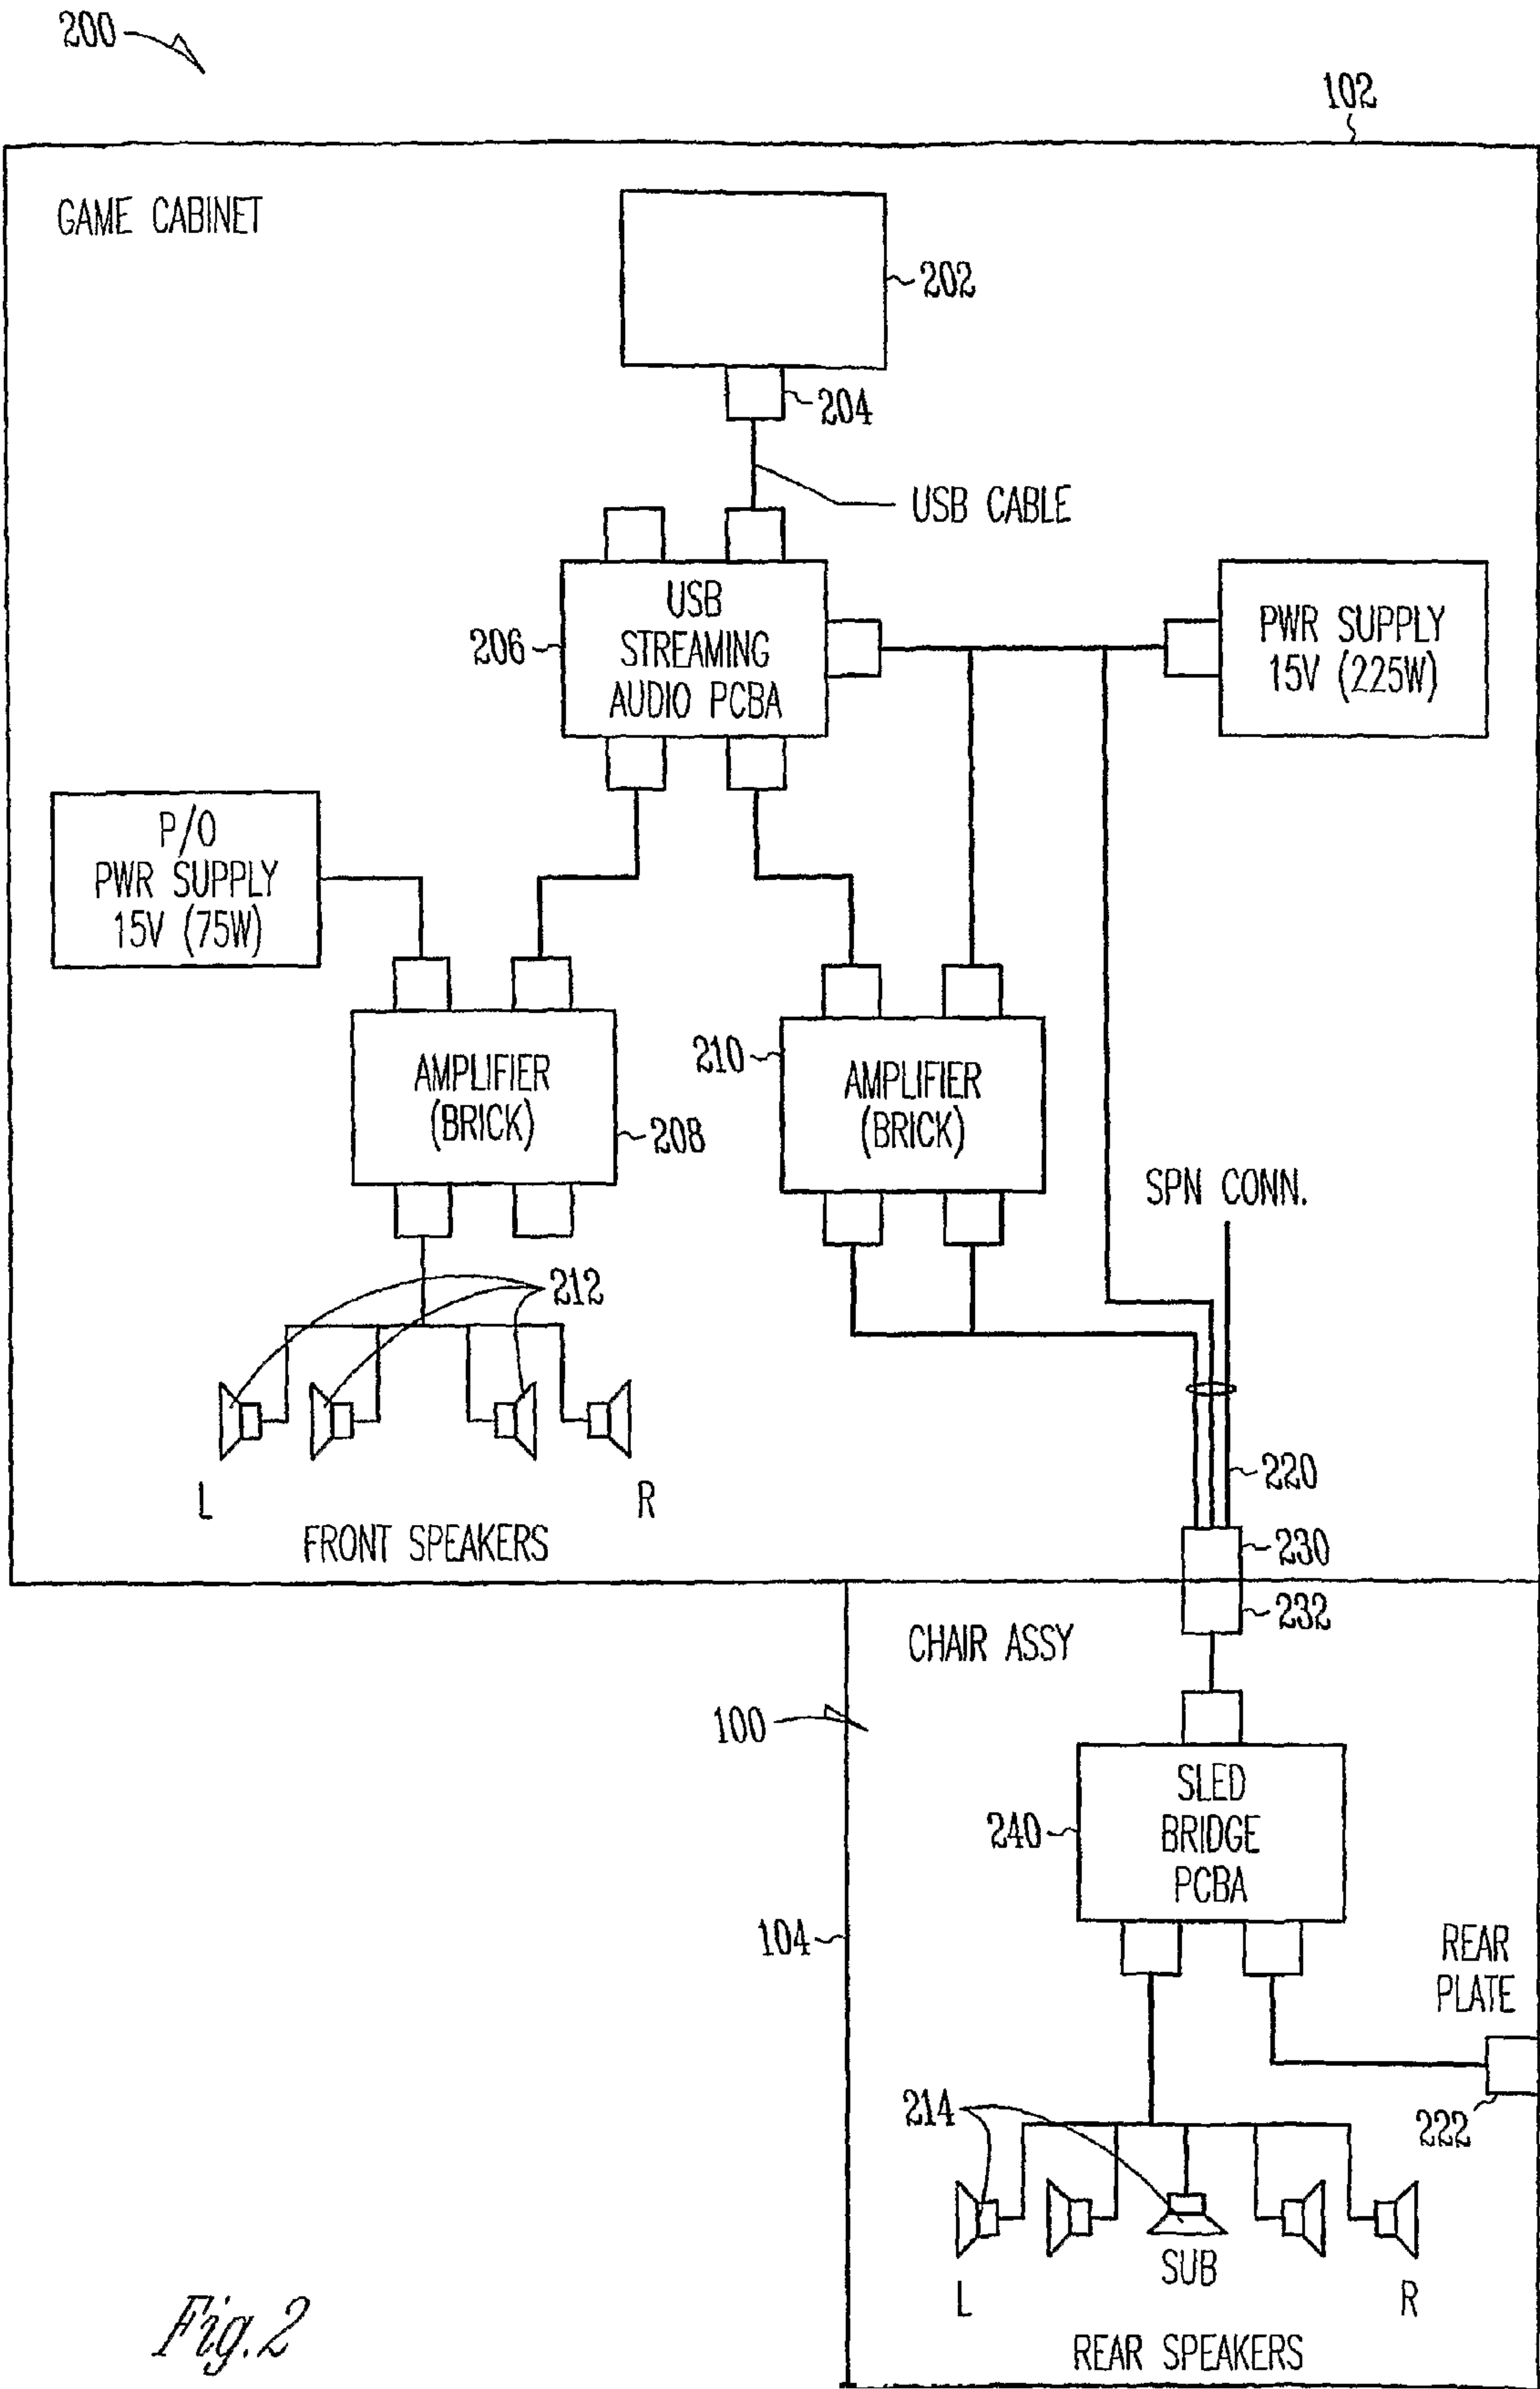 200
102
GAME CABINET
202
204
USB CABLE
206
USB
STREAMING
AUDIO PCBA
PWR SUPPLY
15V (225W)
P/O
PWR SUPPLY
15V (75W)
AMPLIFIER
(BRICK)
208
210
AMPLIFIER
(BRICK)
SPN CONN.
212
L
R
FRONT SPEAKERS
220
230
232
CHAIR ASSY
100
240
SLED
BRIDGE
PCBA
104
REAR
PLATE
222
214
SUB
L
R
REAR SPEAKERS
Fig.2